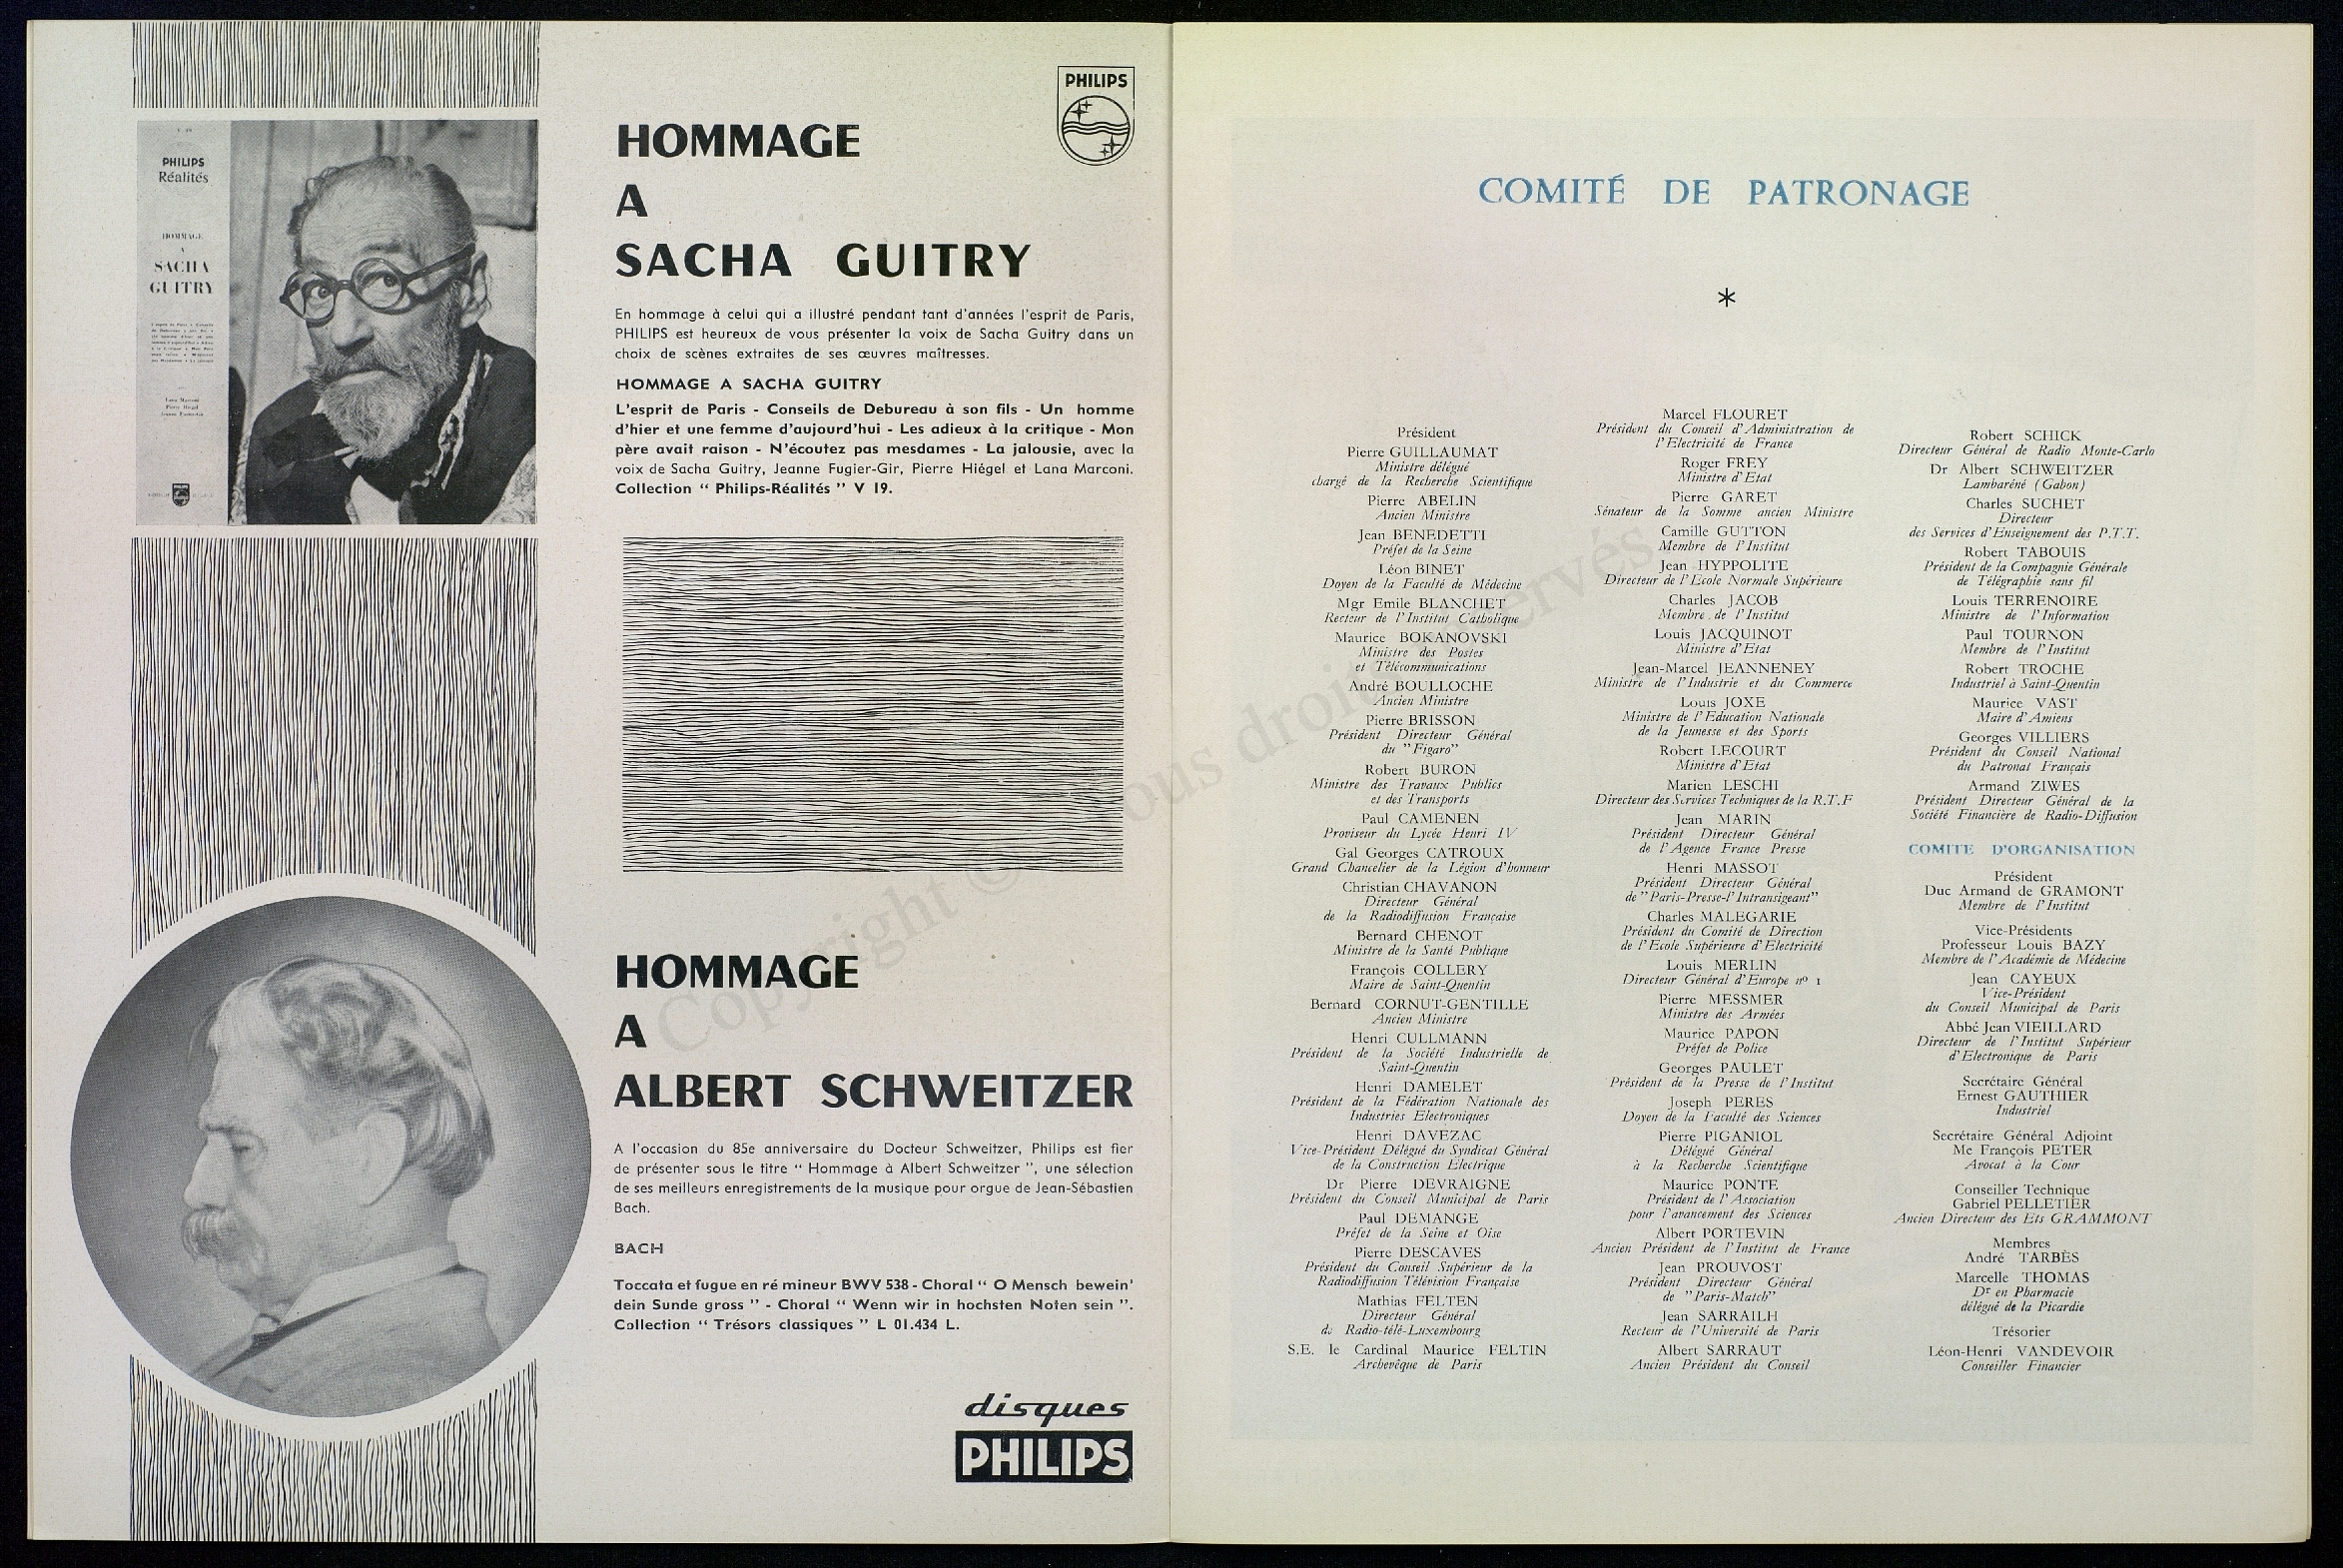 PHILIPS
PHILIPS
Réalités
HOMMAGE
A
SACHA
GUITRY
Lana Marconi
Pierre Hiegel
HOMMAGE
A
SACHA GUITRY
En hommage à celui qui a illustré pendant tant d'années l'esprit de Paris,
PHILIPS est heureux de vous présenter la voix de Sacha Guitry dans un
choix de scènes extraites de ses œuvres maîtresses.
HOMMAGE A SACHA GUITRY
L'esprit de Paris - Conseils de Debureau à son fils - Un homme
d'hier et une femme d'aujourd'hui - Les adieux à la critique - Mon
père avait raison - N'écoutez pas mesdames - La jalousie, avec la
voix de Sacha Guitry, Jeanne Fugier-Gir, Pierre Hiégel et Lana Marconi.
Collection “ Philips-Réalités ” V 19.
HOMMAGE
A
ALBERT SCHWEITZER
A l'occasion du 85e anniversaire du Docteur Schweitzer, Philips est fier
de présenter sous le titre “ Hommage à Albert Schweitzer ”, une sélection
de ses meilleurs enregistrements de la musique pour orgue de Jean-Sébastien
Bach.
BACH
Toccata et fugue en ré mineur BWV 538 - Choral “ O Mensch bewein'
dein Sunde gross ” - Choral “ Wenn wir in hochsten Noten sein ”.
Collection “ Trésors classiques ” L 01.434 L.
disques
PHILIPS
COMITÉ DE PATRONAGE
*
Président
Pierre GUILLAUMAT
Ministre délégué
chargé de la Recherche Scientifique
Pierre ABELIN
Ancien Ministre
Jean BENEDETTI
Préfet de la Seine
Léon BINET
Doyen de la Faculté de Médecine
Mgr Emile BLANCHET
Recteur de l'Institut Catholique
Maurice BOKANOVSKI
Ministre des Postes
et Télécommunications
André BOULLOCHE
Ancien Ministre
Pierre BRISSON
Président Directeur Général
du "Figaro"
Robert BURON
Ministre des Travaux Publics
et des Transports
Paul CAMENEN
Proviseur du Lycée Henri IV
Gal Georges CATROUX
Grand Chancelier de la Légion d'honneur
Christian CHAVANON
Directeur Général
de la Radiodiffusion Française
Bernard CHENOT
Ministre de la Santé Publique
François COLLERY
Maire de Saint-Quentin
Bernard CORNUT-GENTILLE
Ancien Ministre
Henri CULLMANN
Président de la Société Industrielle de
Saint-Quentin
Henri DAMELET
Président de la Fédération Nationale des
Industries Electroniques
Henri DAVEZAC
Vice-Président Délégué du Syndicat Général
de la Construction Electrique
Dr Pierre DEVRAIGNE
Président du Conseil Municipal de Paris
Paul DEMANGE
Préfet de la Seine et Oise
Pierre DESCAVES
Président du Conseil Supérieur de la
Radiodiffusion Télévision Française
Mathias FELTEN
Directeur Général
de Radio-télé-Luxembourg
S.E. le Cardinal Maurice FELTIN
Archevêque de Paris
Marcel FLOURET
Président du Conseil d'Administration de
l'Electricité de France
Roger FREY
Ministre d'Etat
Pierre GARET
Sénateur de la Somme ancien Ministre
Camille GUTTON
Membre de l'Institut
Jean HYPPOLITE
Directeur de l'Ecole Normale Supérieure
Charles JACOB
Membre de l'Institut
Louis JACQUINOT
Ministre d'Etat
Jean-Marcel JEANNENEY
Ministre de l'Industrie et du Commerce
Louis JOXE
Ministre de l'Education Nationale
de la Jeunesse et des Sports
Robert LECOURT
Ministre d'Etat
Marien LESCHI
Directeur des Services Techniques de la R.T.F
Jean MARIN
Président Directeur Général
de l'Agence France Presse
Henri MASSOT
Président Directeur Général
de "Paris-Presse-l'Intransigeant"
Charles MALEGARIE
Président du Comité de Direction
de l'Ecole Supérieure d'Electricité
Louis MERLIN
Directeur Général d'Europe nº 1
Pierre MESSMER
Ministre des Armées
Maurice PAPON
Préfet de Police
Georges PAULET
Président de la Presse de l'Institut
Joseph PERES
Doyen de la Faculté des Sciences
Pierre PIGANIOL
Délégué Général
à la Recherche Scientifique
Maurice PONTE
Président de l'Association
pour l'avancement des Sciences
Albert PORTEVIN
Ancien Président de l'Institut de France
Jean PROUVOST
Président Directeur Général
de "Paris-Match"
Jean SARRAILH
Recteur de l'Université de Paris
Albert SARRAUT
Ancien Président du Conseil
Robert SCHICK
Directeur Général de Radio Monte-Carlo
Dr Albert SCHWEITZER
Lambaréné (Gabon)
Charles SUCHET
Directeur
des Services d'Enseignement des P.T.T.
Robert TABOUIS
Président de la Compagnie Générale
de Télégraphie sans fil
Louis TERRENOIRE
Ministre de l'Information
Paul TOURNON
Membre de l'Institut
Robert TROCHE
Industriel à Saint-Quentin
Maurice VAST
Maire d'Amiens
Georges VILLIERS
Président du Conseil National
du Patronat Français
Armand ZIWES
Président Directeur Général de la
Société Financière de Radio-Diffusion
COMITE D'ORGANISATION
Président
Duc Armand de GRAMONT
Membre de l'Institut
Vice-Présidents
Professeur Louis BAZY
Membre de l'Académie de Médecine
Jean CAYEUX
Vice-Président
du Conseil Municipal de Paris
Abbé Jean VIEILLARD
Directeur de l'Institut Supérieur
d'Electronique de Paris
Secrétaire Général
Ernest GAUTHIER
Industriel
Secrétaire Général Adjoint
Me François PETER
Avocat à la Cour
Conseiller Technique
Gabriel PELLETIER
Ancien Directeur des Ets GRAMMONT
Membres
André TARBÈS
Marcelle THOMAS
Dr en Pharmacie
délégué de la Picardie
Trésorier
Léon-Henri VANDEVOIR
Conseiller Financier
Copyright © Tous droits réservés